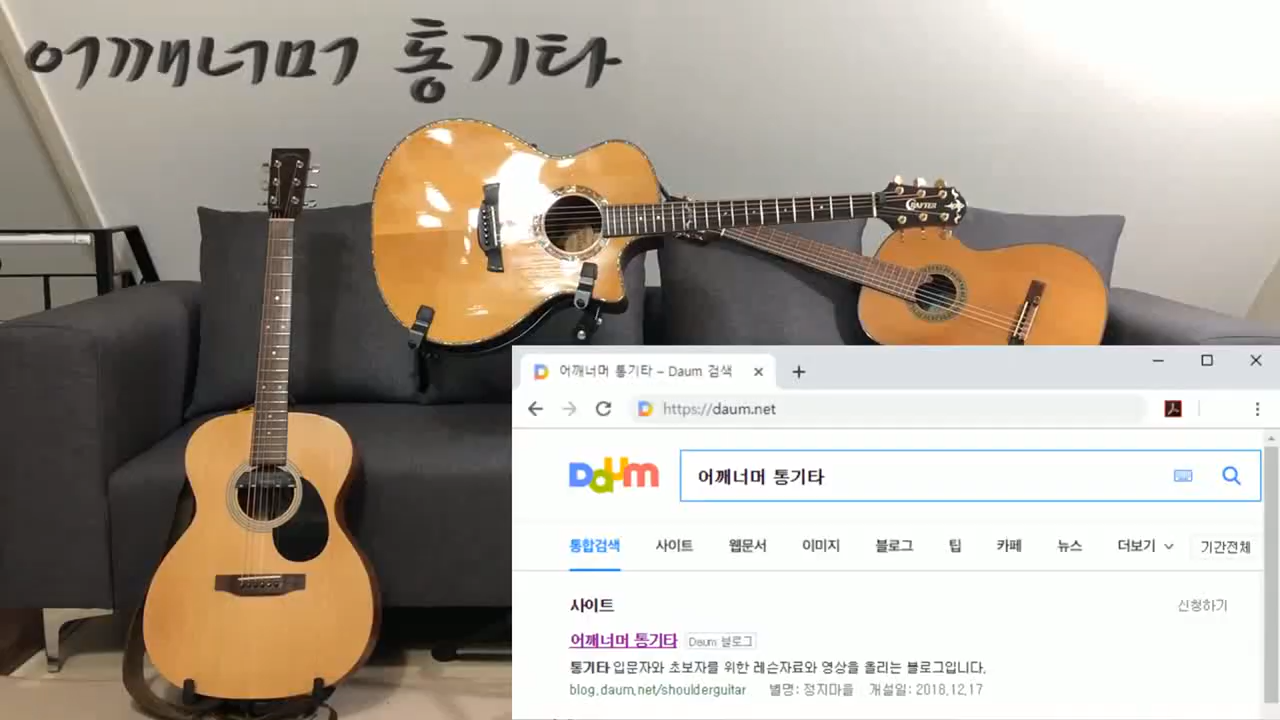 어깨너머 통기타
CRAFTER
어깨너머 통기타 – Daum 검색
https://daum.net
Daum
어깨너머 통기타
통합검색 사이트 웹문서 이미지 블로그 팁 카페 뉴스 더보기 기간전체
사이트 신청하기
어깨너머 통기타 Daum 블로그
통기타 입문자와 초보자를 위한 레슨자료와 영상을 올리는 블로그입니다.
blog.daum.net/shoulderguitar 별명: 정지마을 개설일: 2018.12.17